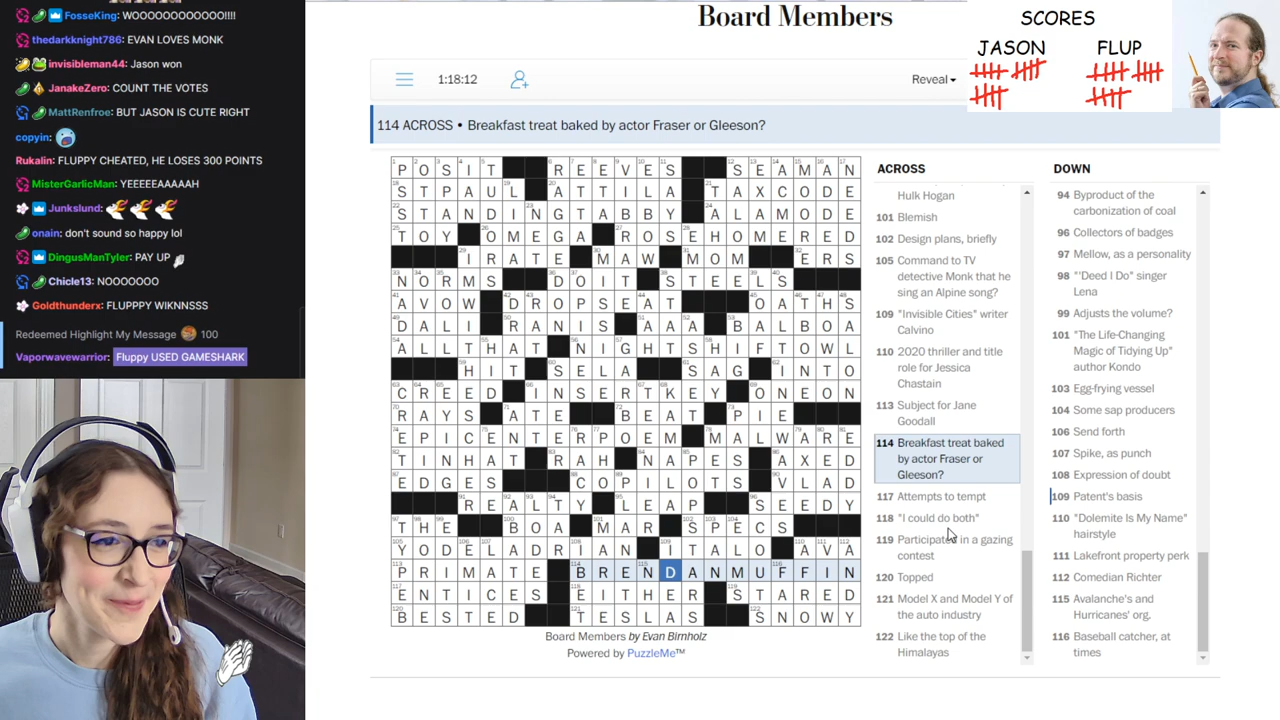 FosseKing: WOOOOOOOOOOO!!!!
thedarkknight786: EVAN LOVES MONK
invisibleman44: Jason won
JanakeZero: COUNT THE VOTES
MattRenfroe: BUT JASON IS CUTE RIGHT
copyin:
Rukalin: FLUPPY CHEATED, HE LOSES 300 POINTS
MisterGarlicMan: YEEEEEAAAAAH
Junkslund:
onain: don't sound so happy lol
DingusManTyler: PAY UP
Chicle13: NOOOOOOO
Goldthunderx: FLUPPPY WIKNNSSS
Redeemed Highlight My Message 100
Vaporwavewarrior: Fluppy USED GAMESHARK
Board Members
1:18:12
Reveal
SCORES
JASON FLUP
114 ACROSS • Breakfast treat baked by actor Fraser or Gleeson?
POSIT REEVES SEAMAN
STPAUL ATTILA TAXCODE
STANDINGTABBY ALAMODE
TOY OMEGA ROSEHOMERED
IRATE MAW MOM ERS
NORMS DOIT STEELS
AVOW DROPSEAT OATHS
DALI RANIS AAA BALBOA
ALLTHAT NIGHTSHIFTOWL
HIT SELA SAG INTO
CREED INSERTKEY ONEON
RAYS ATE BEAT PIE
EPICENTERPOEM MALWARE
TINHAT RAH NAPES AXED
EDGES COPILOTS VLAD
REALTY LEAP SEEDY
THE BOA MAR SPECS
YODELADRIAN ITALO AVA
PRIMATE BRENDANMUFFIN
ENTICES EITHER STARED
BESTED TESLAS SNOWY
Board Members by Evan Birnholz
Powered by PuzzleMe™
ACROSS
Hulk Hogan
101 Blemish
102 Design plans, briefly
105 Command to TV
detective Monk that he
sing an Alpine song?
109 "Invisible Cities" writer
Calvino
110 2020 thriller and title
role for Jessica
Chastain
113 Subject for Jane
Goodall
114 Breakfast treat baked
by actor Fraser or
Gleeson?
117 Attempts to tempt
118 "I could do both"
119 Participated in a gazing
contest
120 Topped
121 Model X and Model Y of
the auto industry
122 Like the top of the
Himalayas
DOWN
94 Byproduct of the
carbonization of coal
96 Collectors of badges
97 Mellow, as a personality
98 "'Deed I Do" singer
Lena
99 Adjusts the volume?
101 "The Life-Changing
Magic of Tidying Up"
author Kondo
103 Egg-frying vessel
104 Some sap producers
106 Send forth
107 Spike, as punch
108 Expression of doubt
109 Patent's basis
110 "Dolemite Is My Name"
hairstyle
111 Lakefront property perk
112 Comedian Richter
115 Avalanche's and
Hurricanes' org.
116 Baseball catcher, at
times